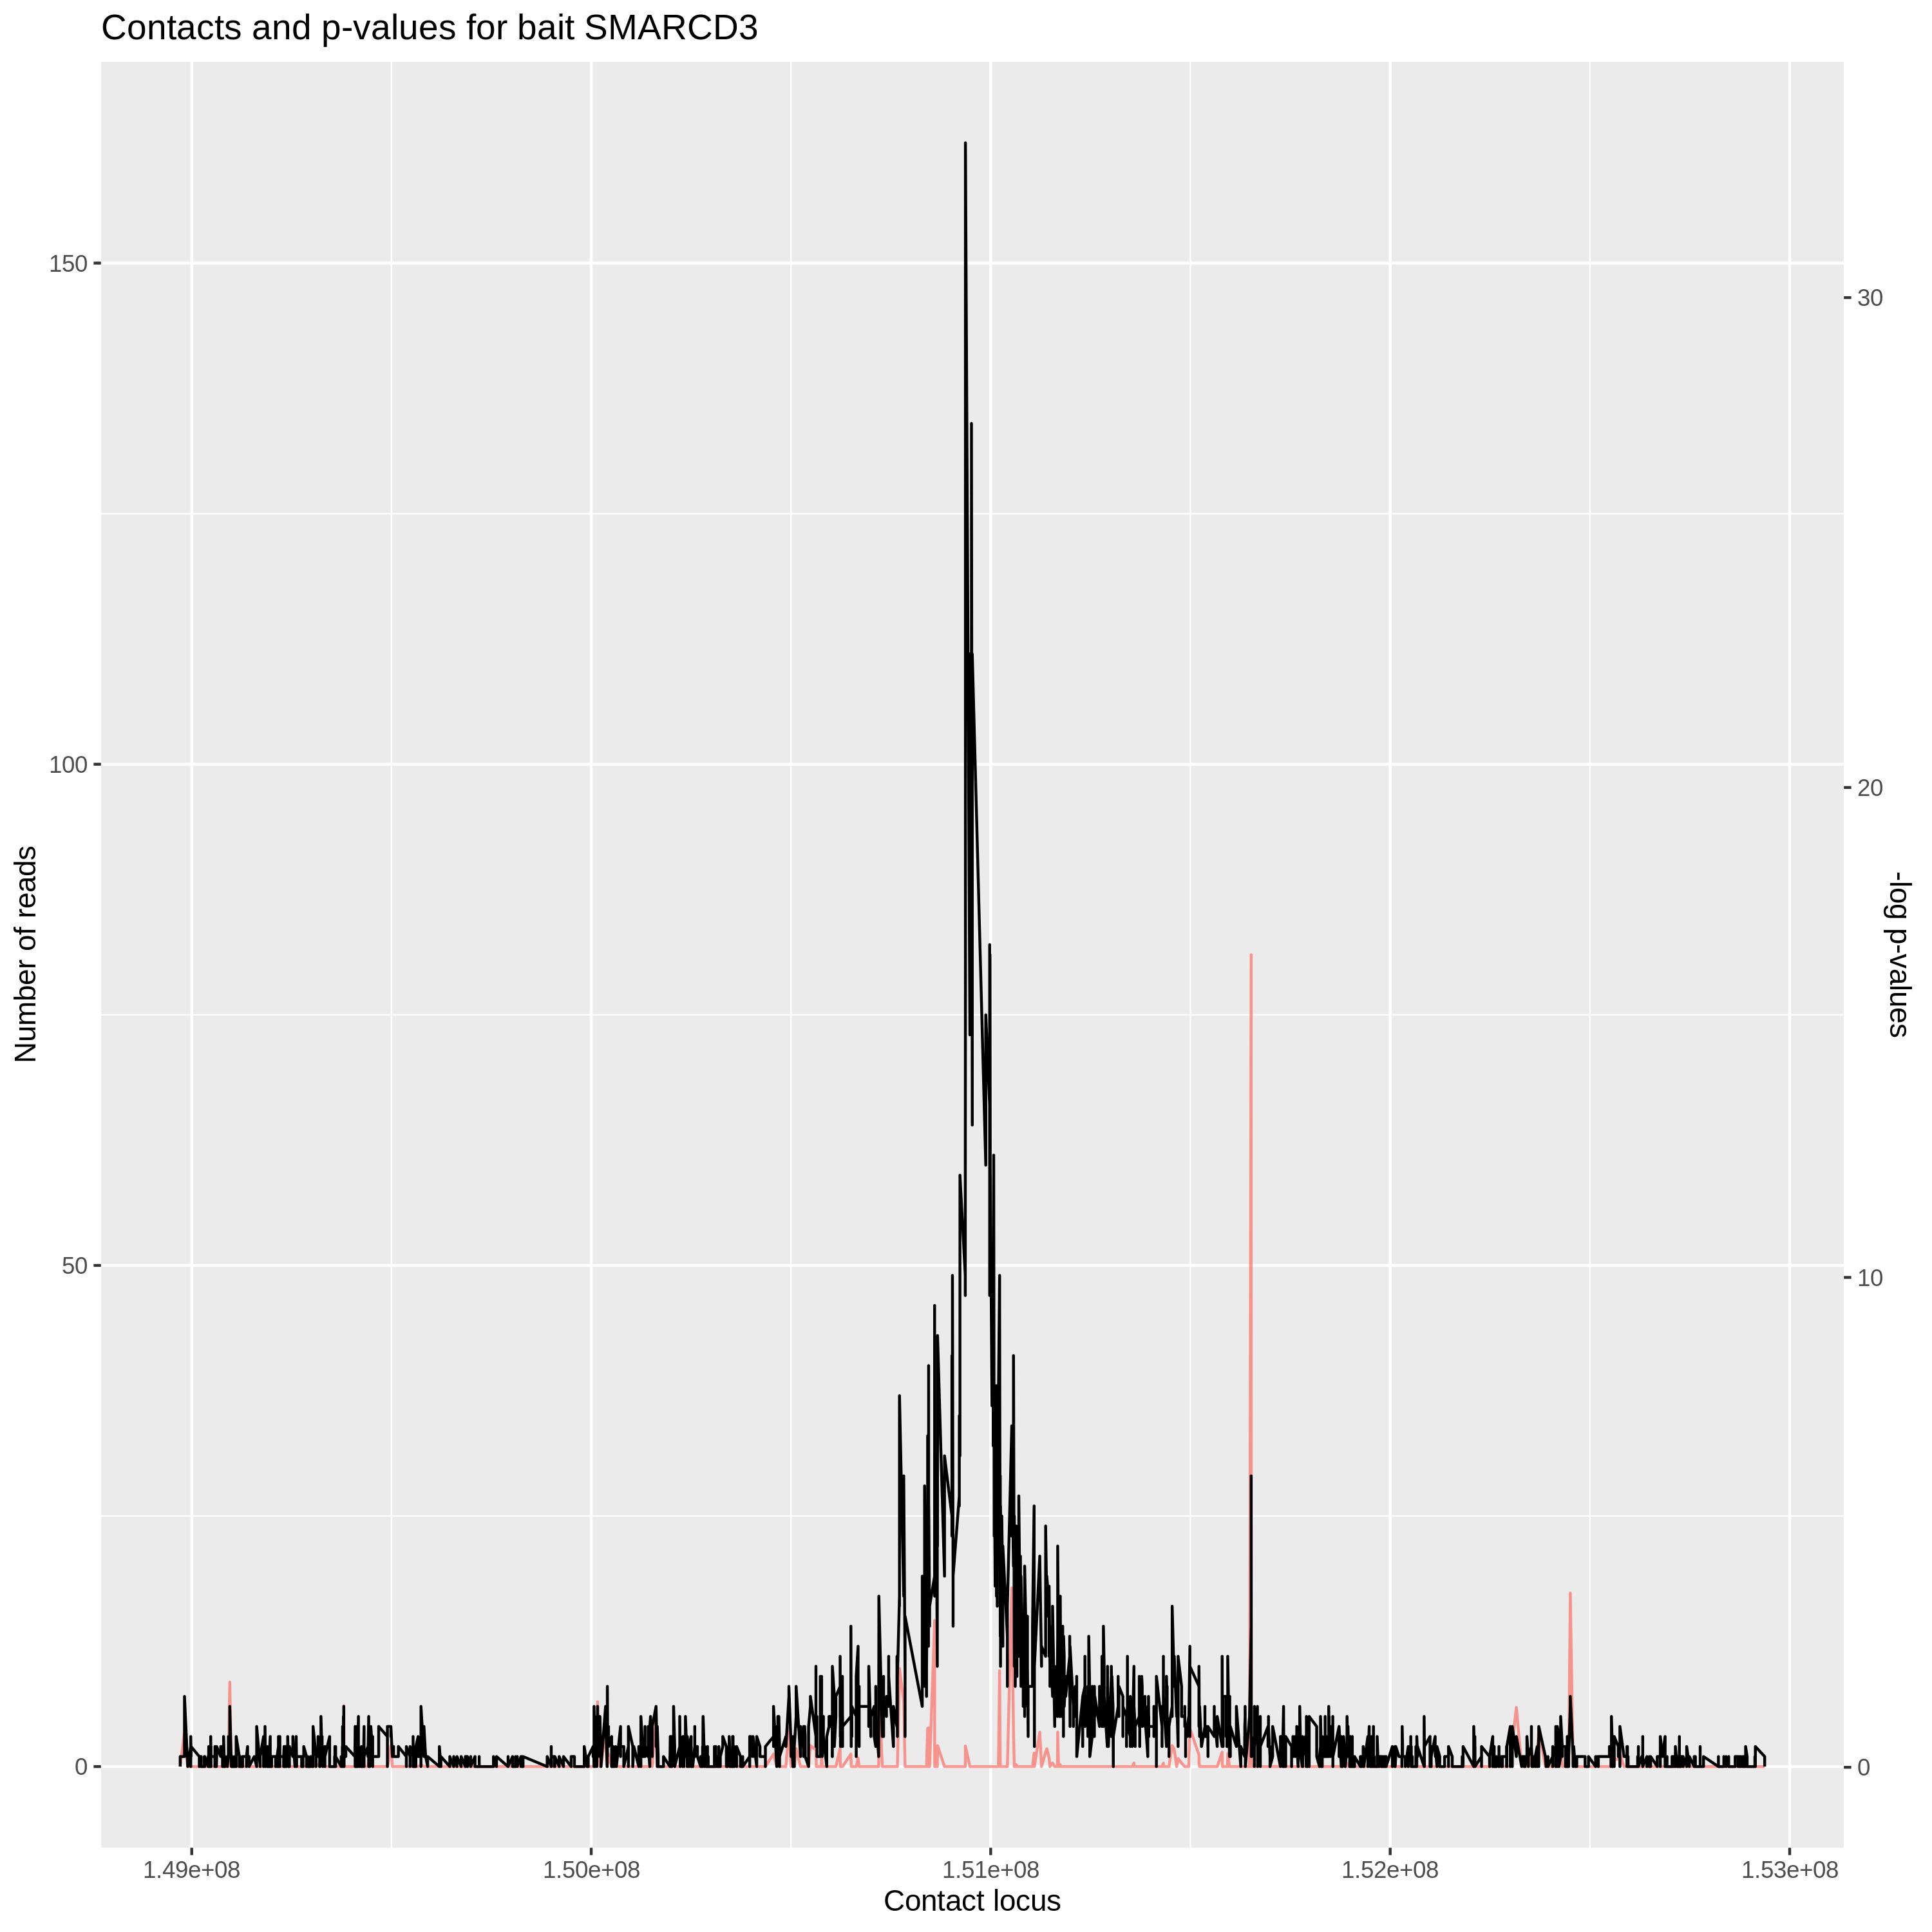 Contacts and p-values for bait SMARCD3
150
100
50
0
Number of reads
30
20
10
0
-log p-values
1.49e+08
1.50e+08
1.51e+08
1.52e+08
1.53e+08
Contact locus